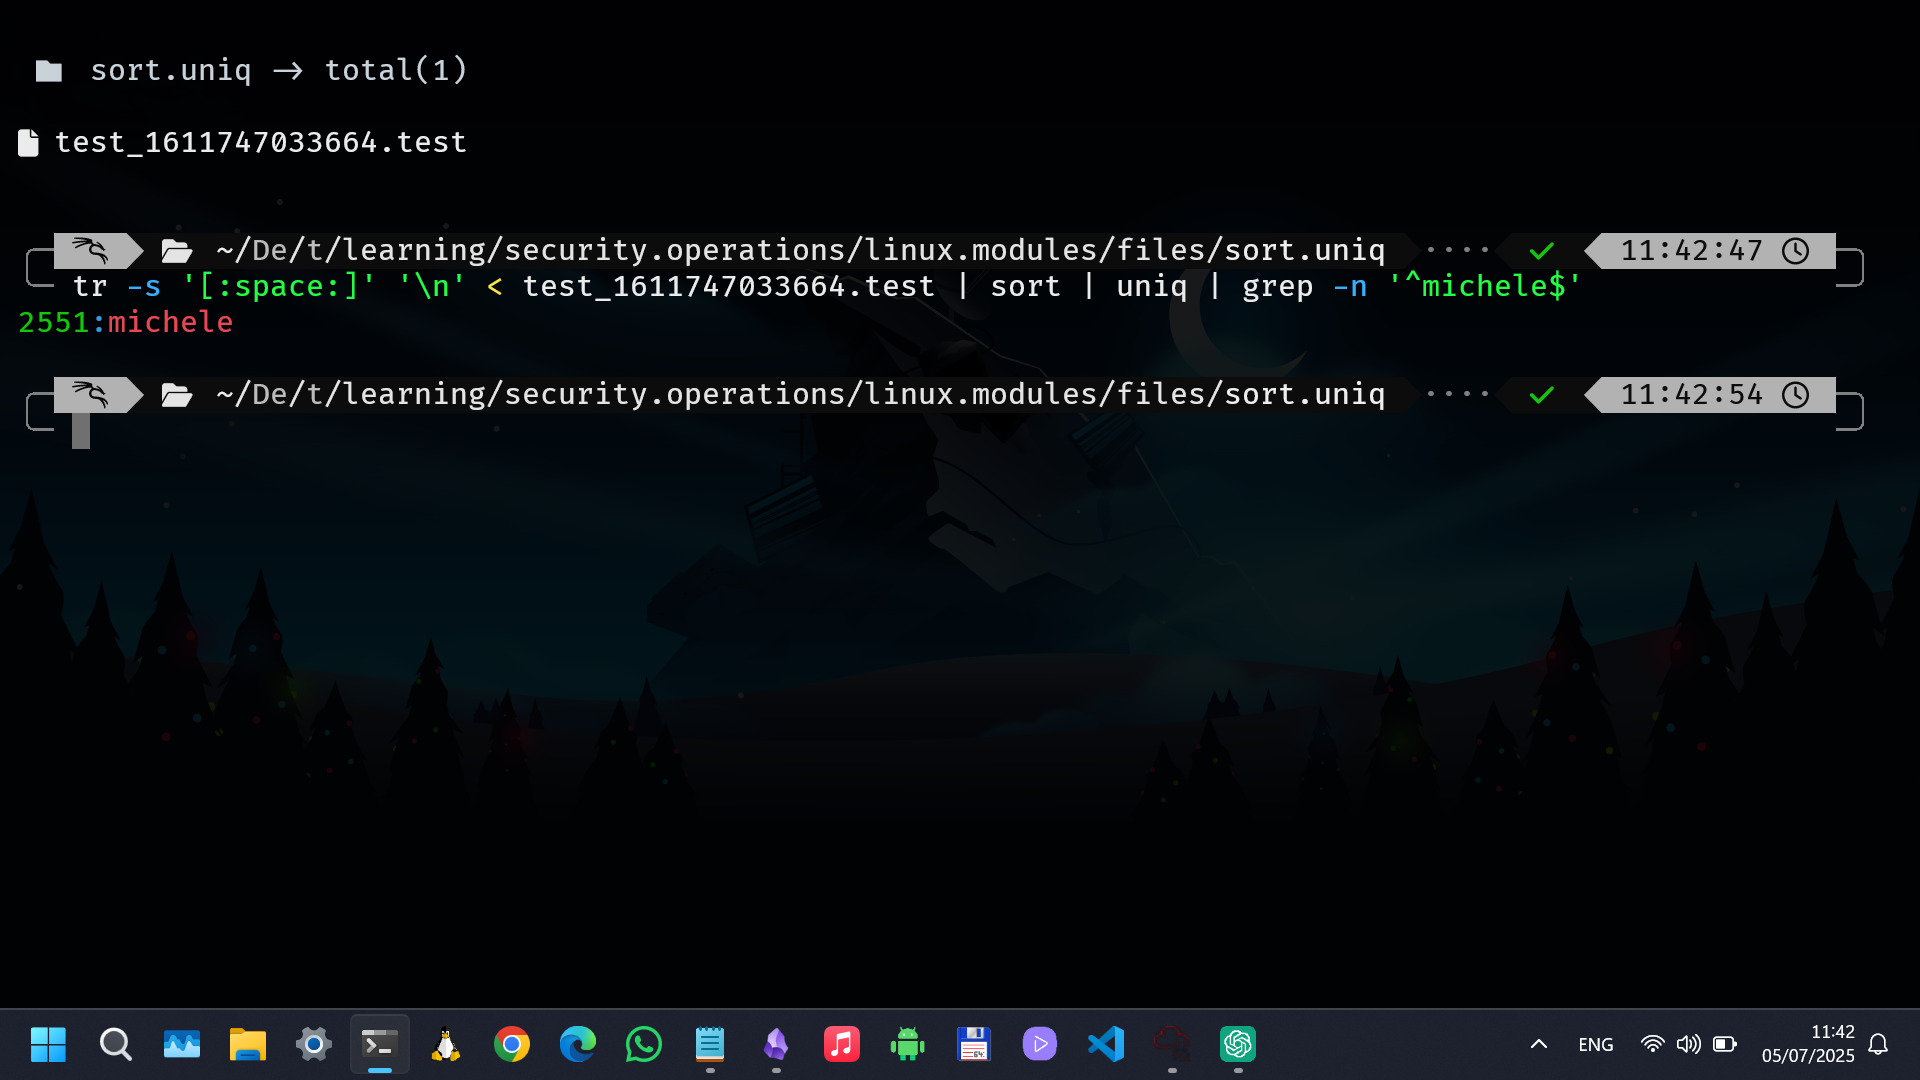 sort.uniq → total(1)
test_1611747033664.test
~/De/t/learning/security.operations/linux.modules/files/sort.uniq ···· ✓ 11:42:47
tr -s '[:space:]' '\n' < test_1611747033664.test | sort | uniq | grep -n '^michele$'
2551:michele
~/De/t/learning/security.operations/linux.modules/files/sort.uniq ···· ✓ 11:42:54
64
ENG
11:42
05/07/2025